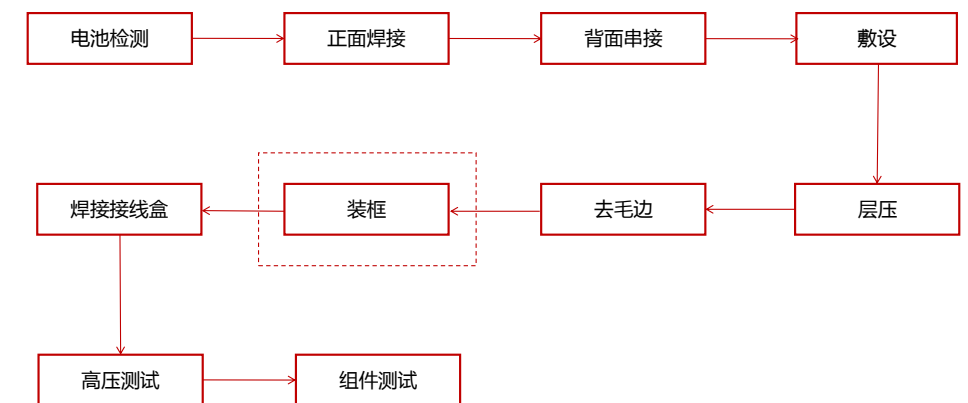 电池检测
正面焊接
背面串接
敷设
焊接接线盒
装框
去毛边
层压
高压测试
组件测试